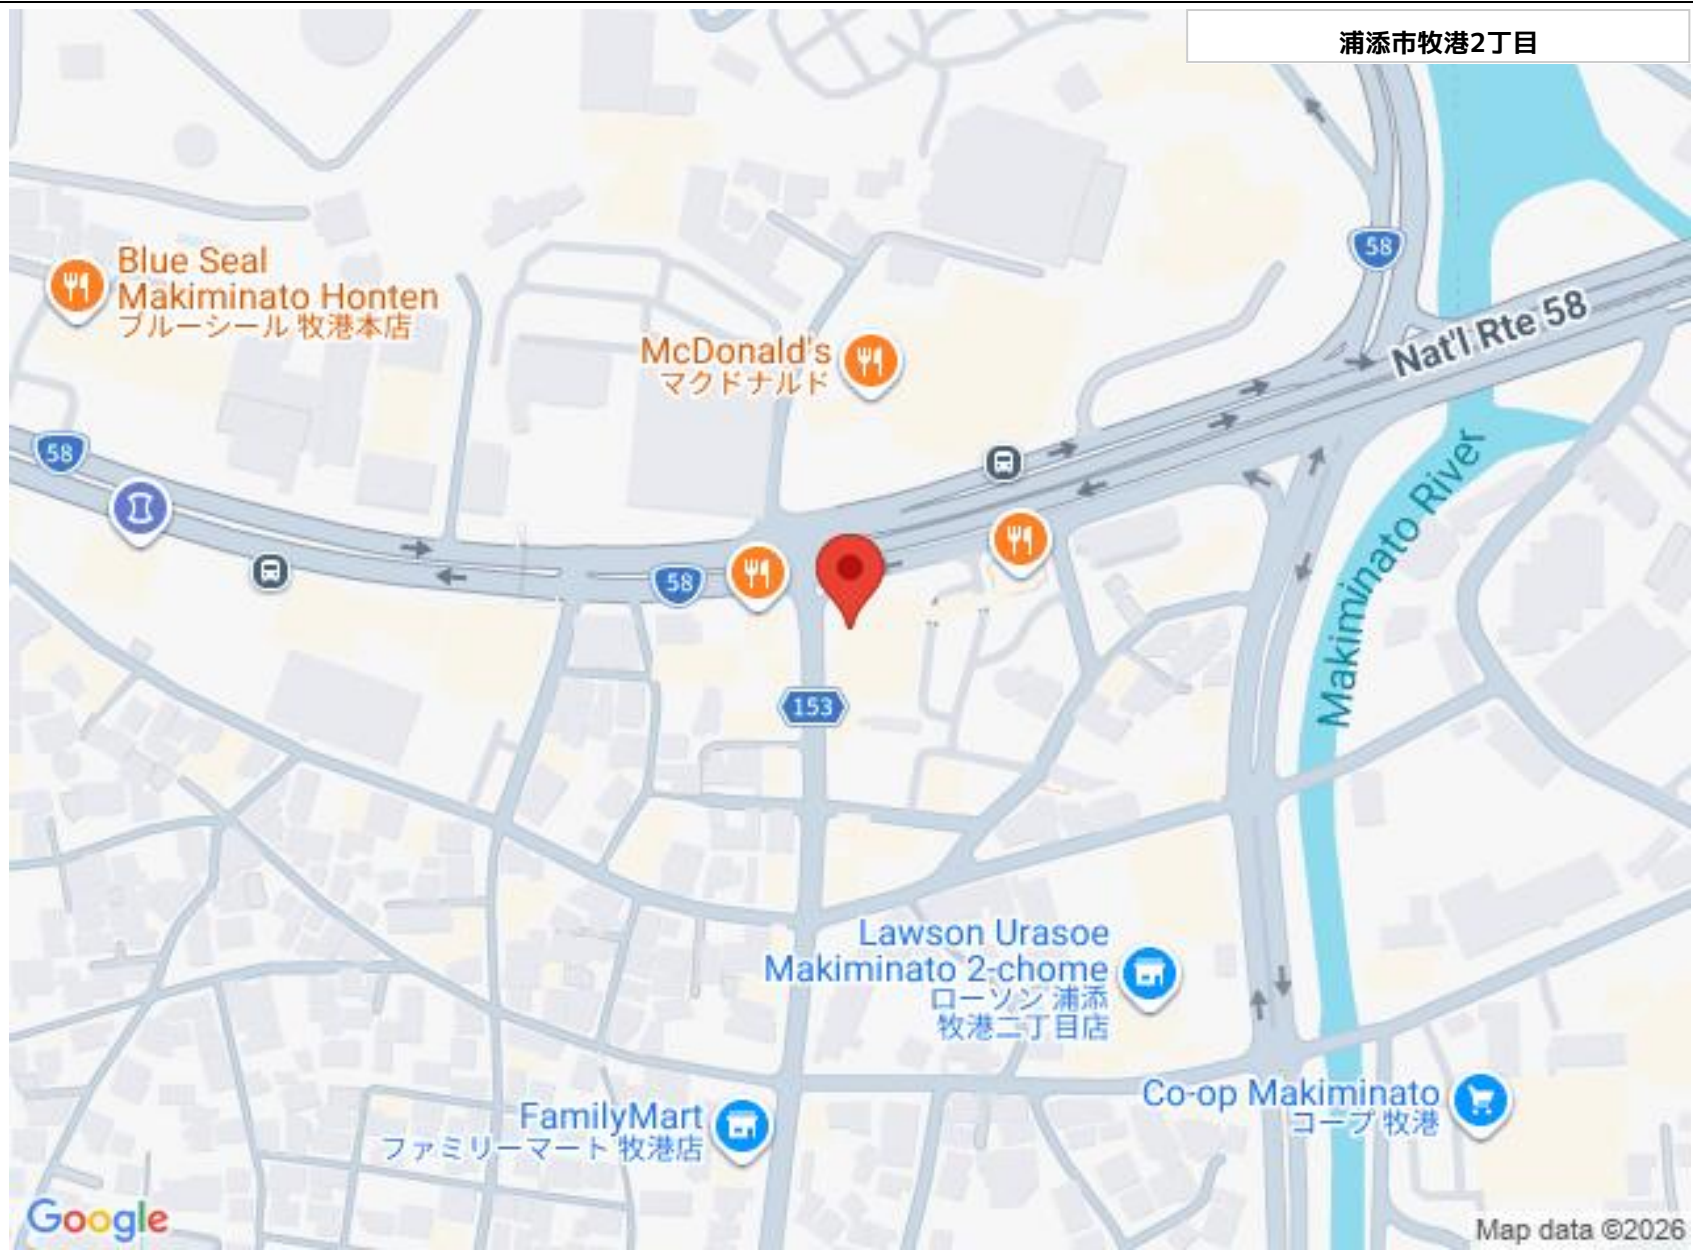 浦添市牧港2丁目
58
Nat'l Rte 58
Blue Seal
Makiminato Honten
ブルーシール 牧港本店
McDonald's
マクドナルド
58
Makiminato River
58
153
Lawson Urasoe
Makiminato 2-chome
ローソン 浦添
牧港二丁目店
Co-op Makiminato
コープ 牧港
FamilyMart
ファミリーマート 牧港店
Google
Map data ©2026